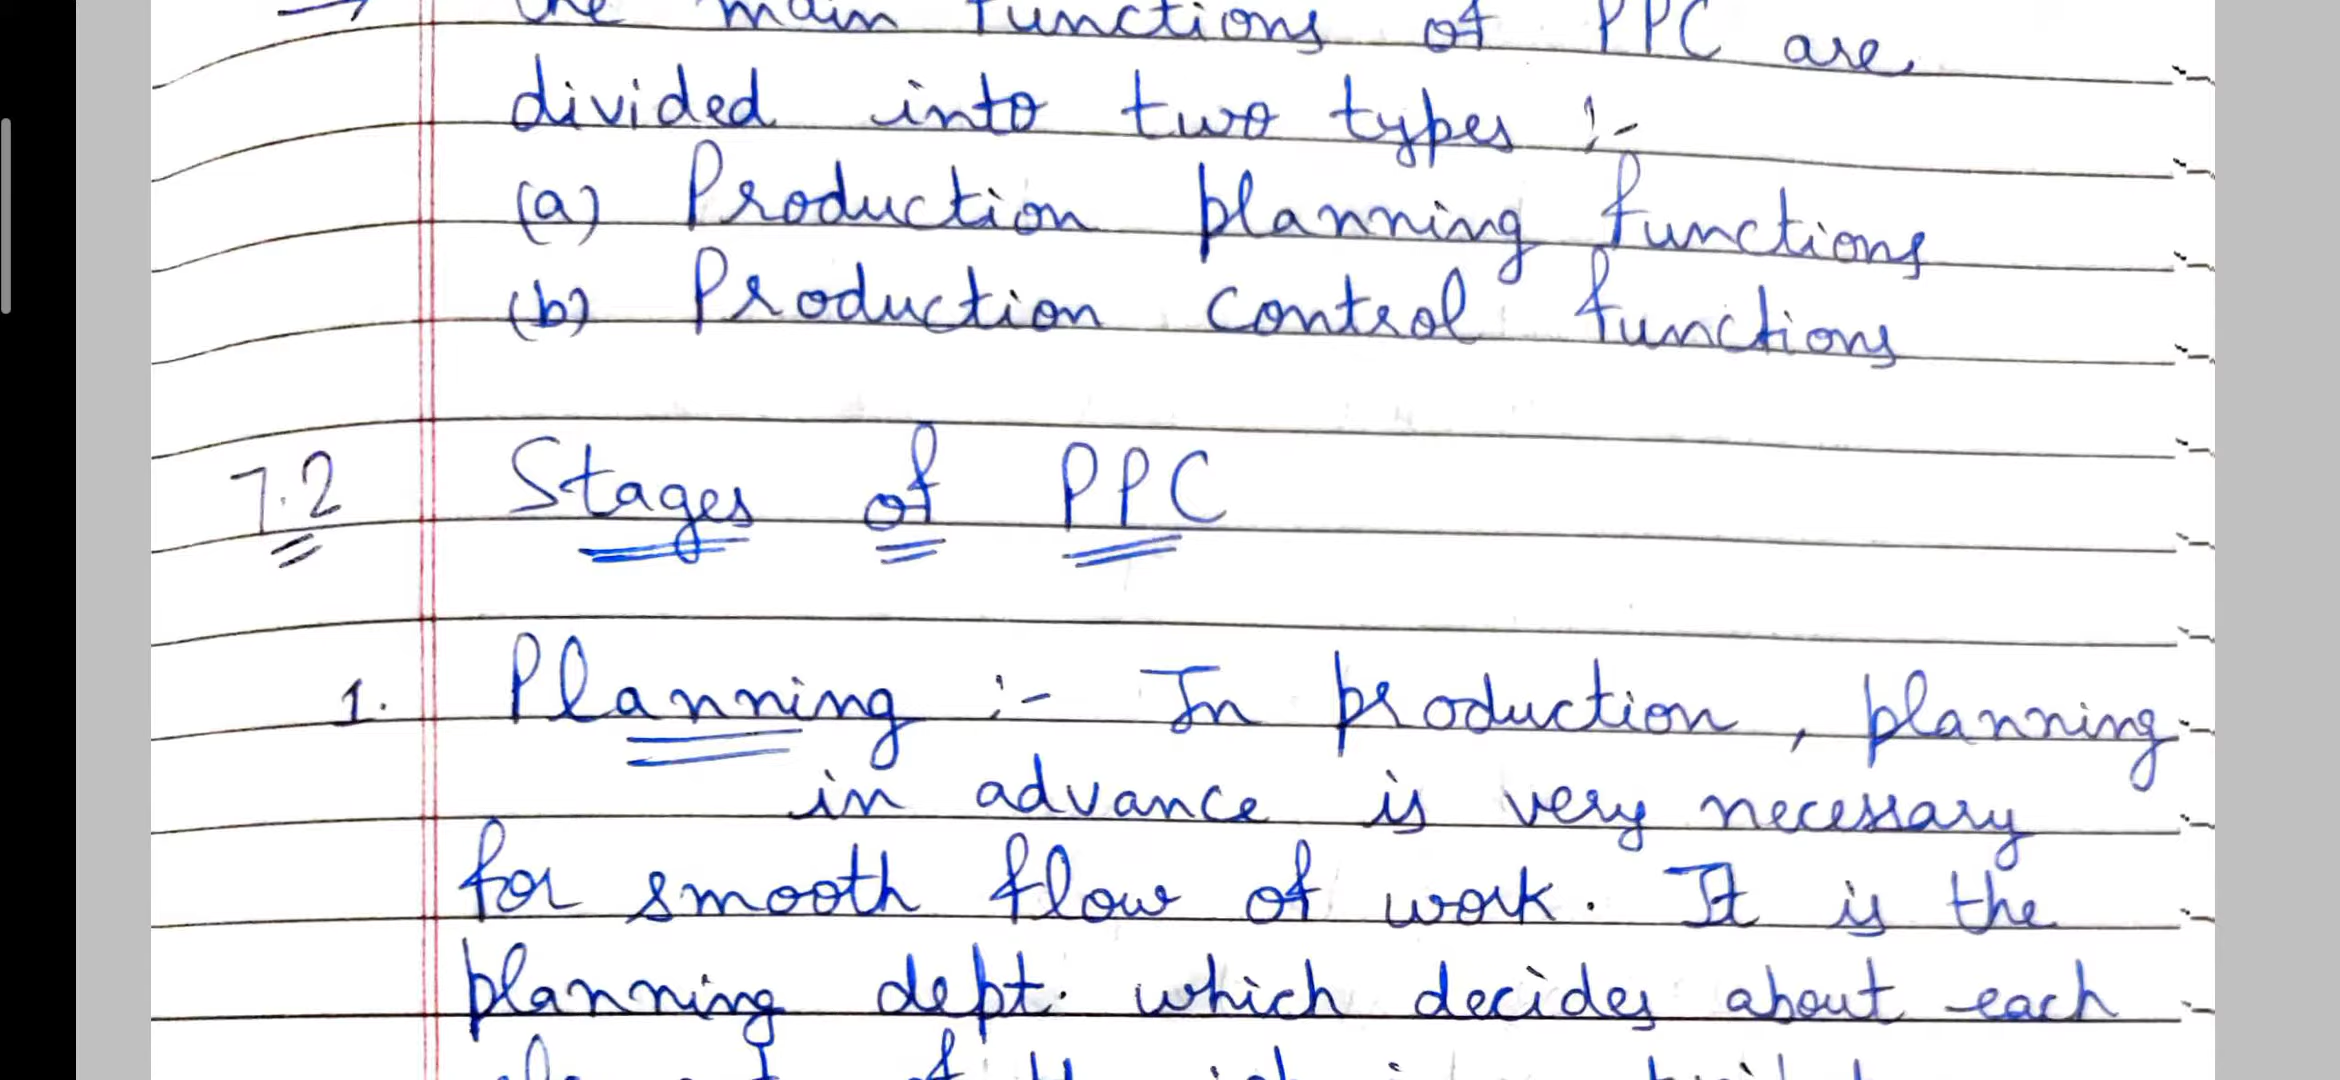 → the main functions of PPC are
divided into two types :-
(a) Production planning functions
(b) Production control functions
7.2 Stages of PPC
1. Planning :- In production, planning
in advance is very necessary
for smooth flow of work. It is the
planning dept. which decides about each